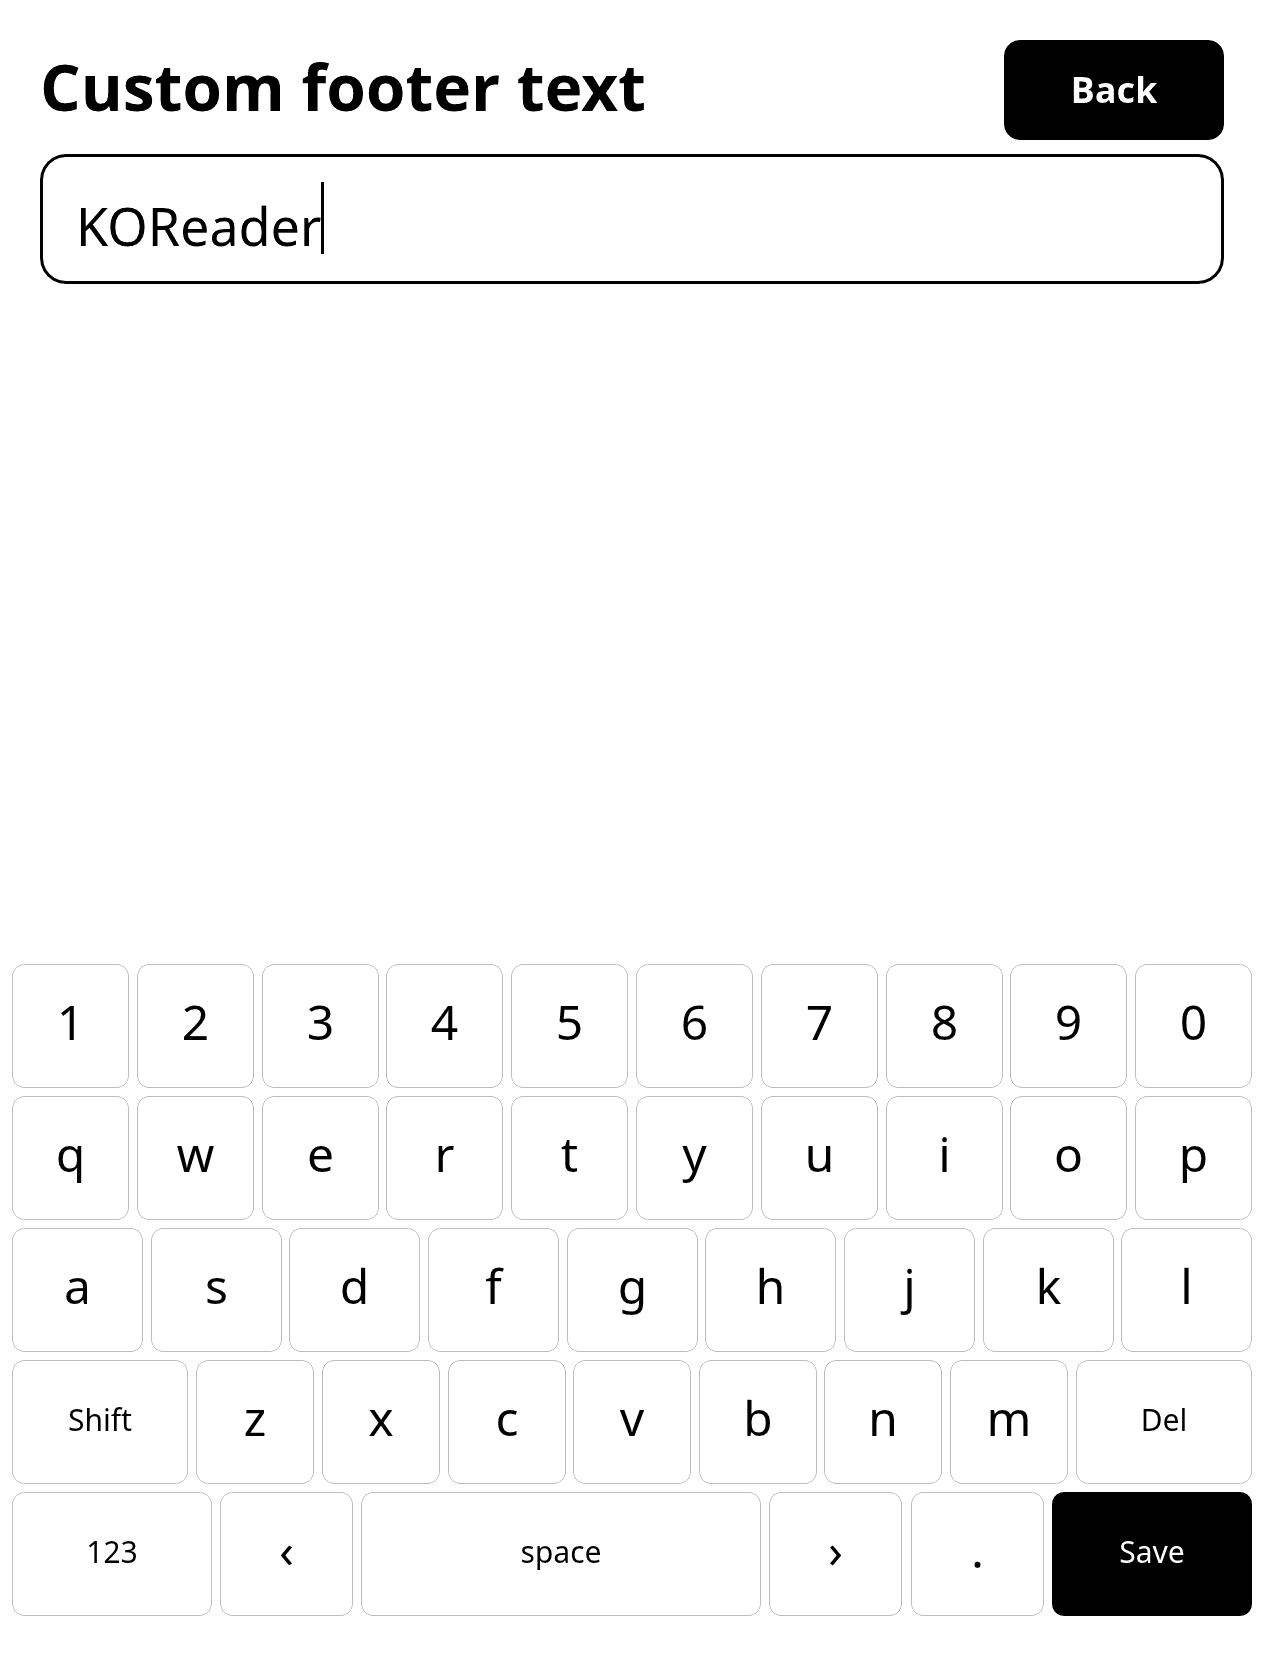 Custom footer text
Back
KOReader
1 2 3 4 5 6 7 8 9 0
q w e r t y u i o p
a s d f g h j k l
Shift z x c v b n m Del
123 ‹ space › . Save